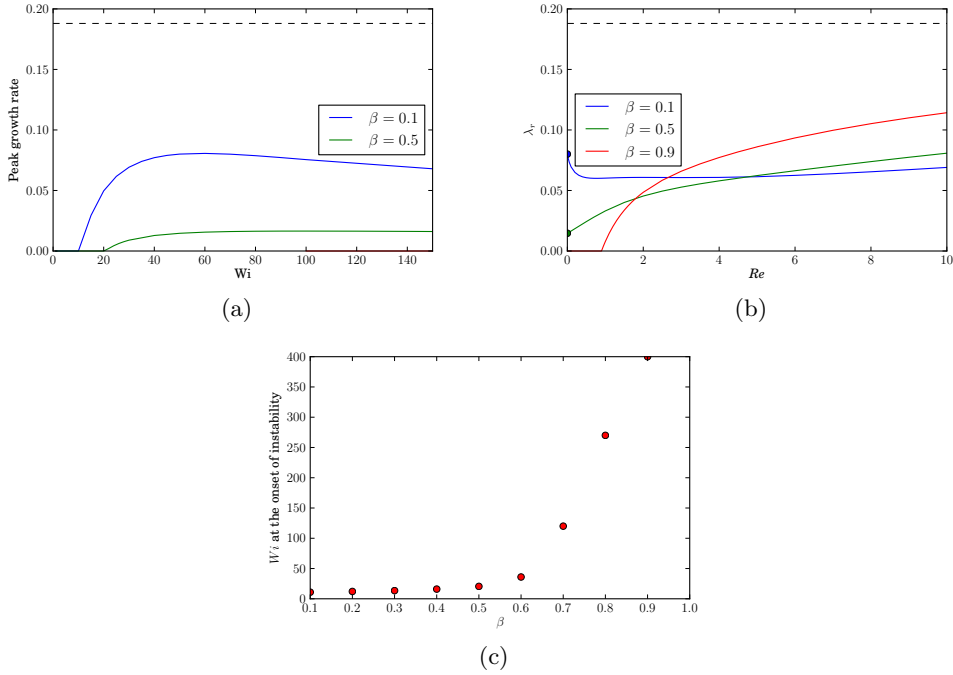 0.20
0.15
0.10
0.05
0.00
Peak growth rate
0 20 40 60 80 100 120 140
Wi
β = 0.1
β = 0.5
(a)
0.20
0.15
0.10
0.05
0.00
λr
0 2 4 6 8 10
Re
β = 0.1
β = 0.5
β = 0.9
(b)
400
350
300
250
200
150
100
50
0
Wi at the onset of instability
0.1 0.2 0.3 0.4 0.5 0.6 0.7 0.8 0.9 1.0
β
(c)